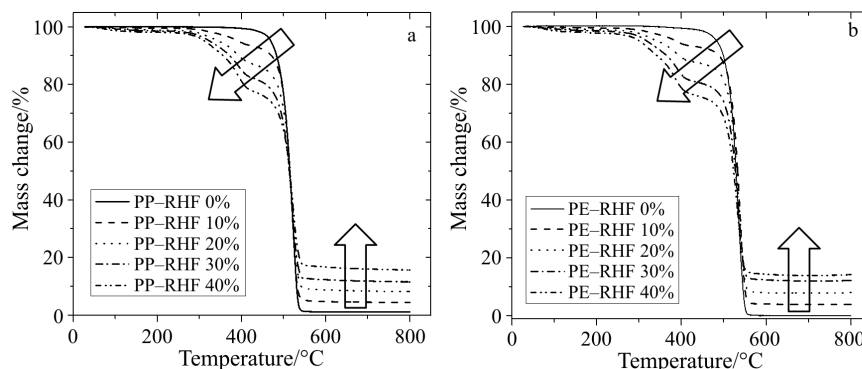 a
100
80
60
40
20
0
Mass change/%
PP–RHF 0%
PP–RHF 10%
PP–RHF 20%
PP–RHF 30%
PP–RHF 40%
0 200 400 600 800
Temperature/°C
b
100
80
60
40
20
0
Mass change/%
PE–RHF 0%
PE–RHF 10%
PE–RHF 20%
PE–RHF 30%
PE–RHF 40%
0 200 400 600 800
Temperature/°C